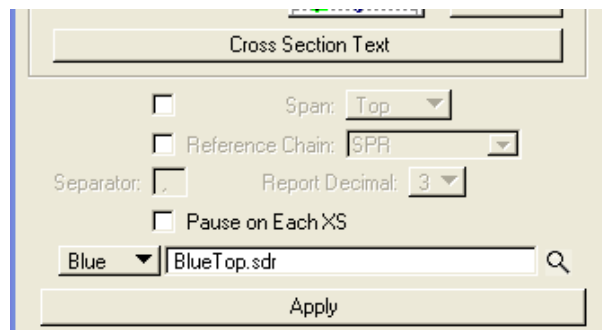 Cross Section Text
Span: Top
Reference Chain: SPR
Separator: , Report Decimal: 3
Pause on Each XS
Blue BlueTop.sdr
Apply